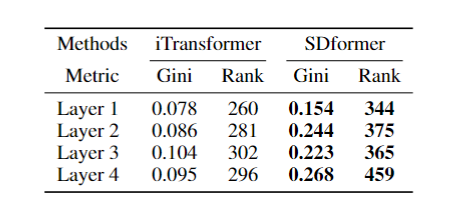 Methods iTransformer SDformer
Metric Gini Rank Gini Rank
Layer 1 0.078 260 0.154 344
Layer 2 0.086 281 0.244 375
Layer 3 0.104 302 0.223 365
Layer 4 0.095 296 0.268 459